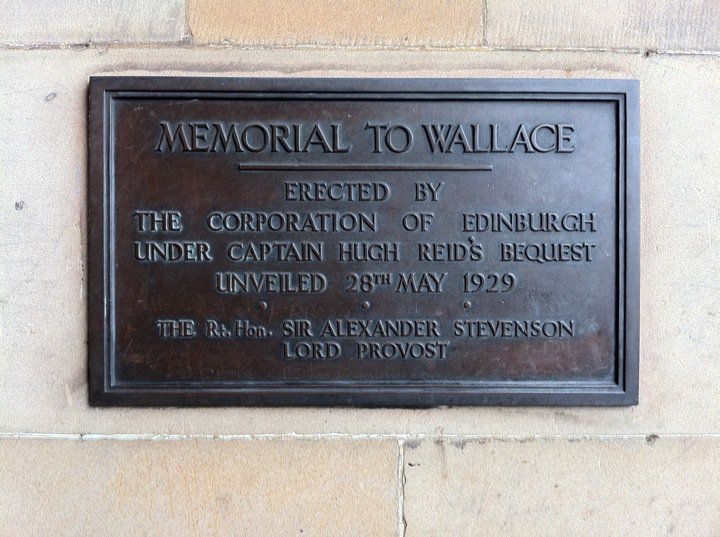 MEMORIAL TO WALLACE
ERECTED BY
THE CORPORATION OF EDINBURGH
UNDER CAPTAIN HUGH REID'S BEQUEST
UNVEILED 28TH MAY 1929
THE Rt. Hon. SIR ALEXANDER STEVENSON
LORD PROVOST